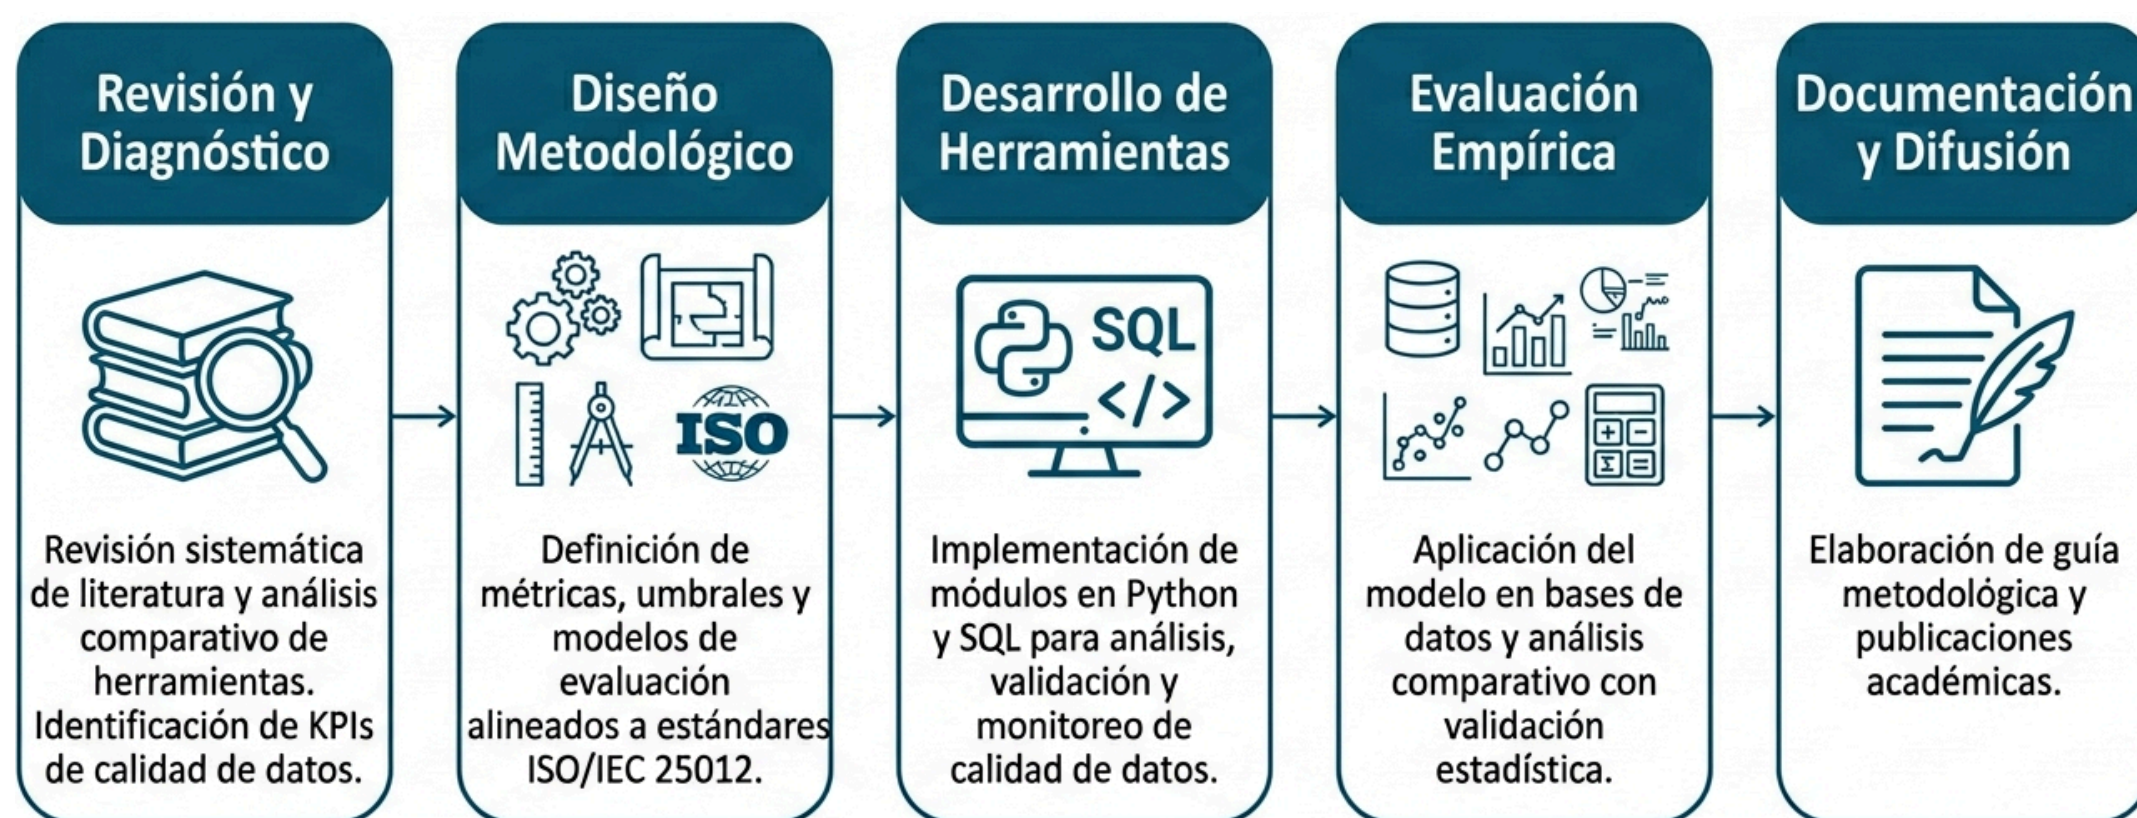 Revisión y
Diagnóstico
Revisión sistemática
de literatura y análisis
comparativo de
herramientas.
Identificación de KPIs
de calidad de datos.
Diseño
Metodológico
ISO
Definición de
métricas, umbrales y
modelos de
evaluación
alineados a estándares
ISO/IEC 25012.
Desarrollo de
Herramientas
SQL
</>
Implementación de
módulos en Python
y SQL para análisis,
validación y
monitoreo de
calidad de datos.
Evaluación
Empírica
Aplicación del
modelo en bases de
datos y análisis
comparativo con
validación
estadística.
Documentación
y Difusión
Elaboración de guía
metodológica y
publicaciones
académicas.